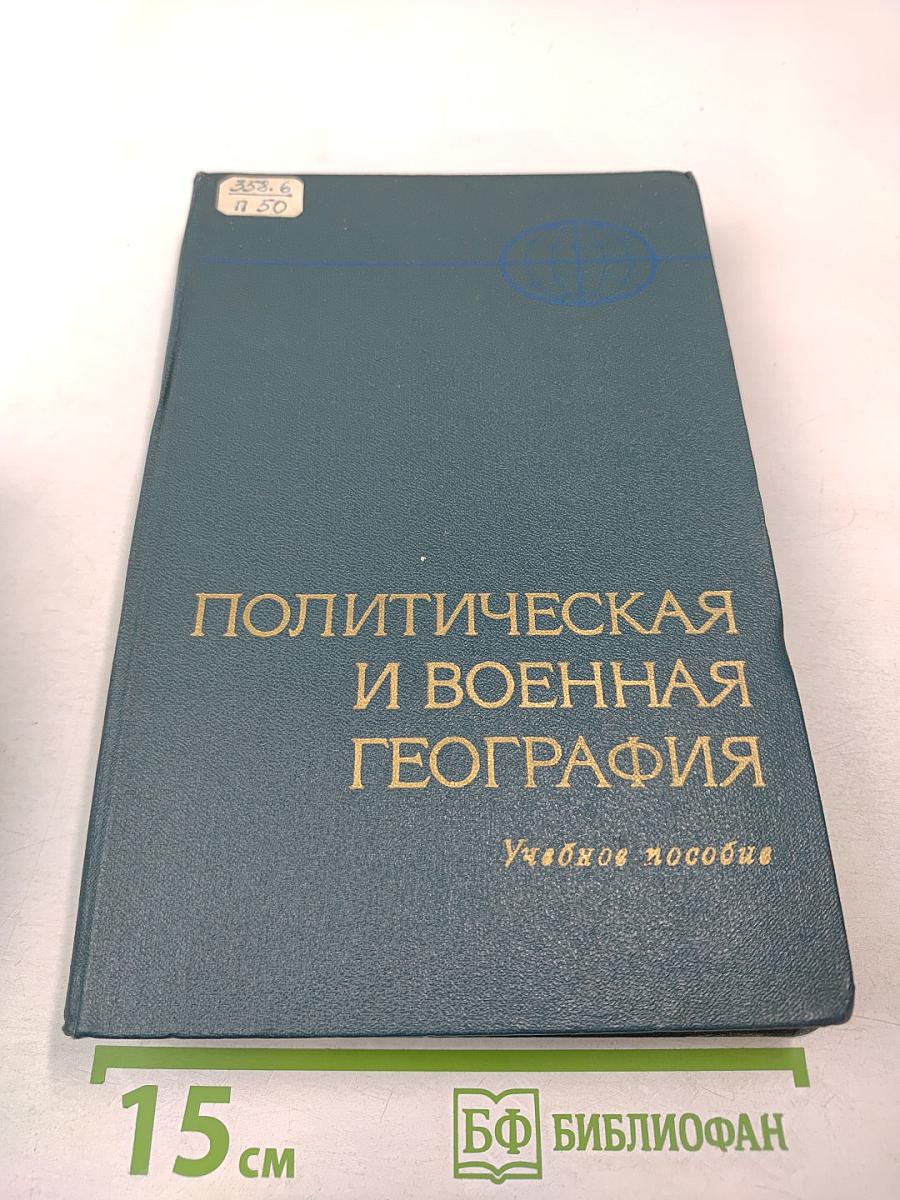 358.6
П 50
ПОЛИТИЧЕСКАЯ
И ВОЕННАЯ
ГЕОГРАФИЯ
Учебное пособие
15 см
БФ БИБЛИОФАН